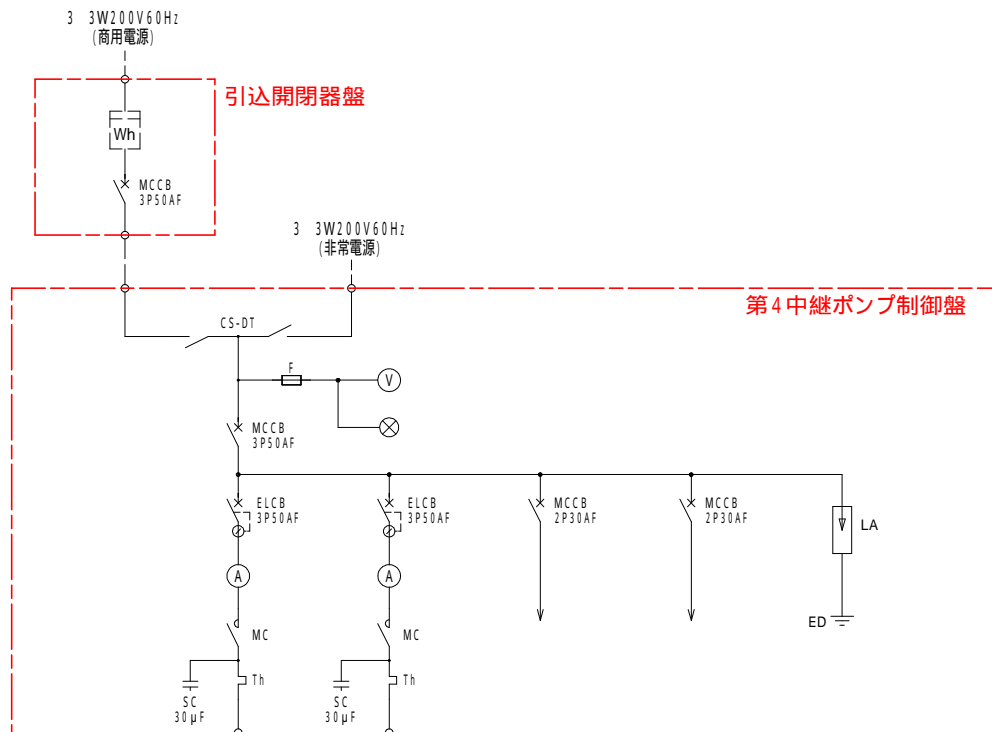 3 3W200V60Hz
(商用電源)
引込開閉器盤
Wh
MCCB
3P50AF
3 3W200V60Hz
(非常電源)
第4中継ポンプ制御盤
CS-DT
F
V
MCCB
3P50AF
ELCB
3P50AF
ELCB
3P50AF
MCCB
2P30AF
MCCB
2P30AF
LA
A
A
ED
MC
MC
Th
Th
SC
30μF
SC
30μF